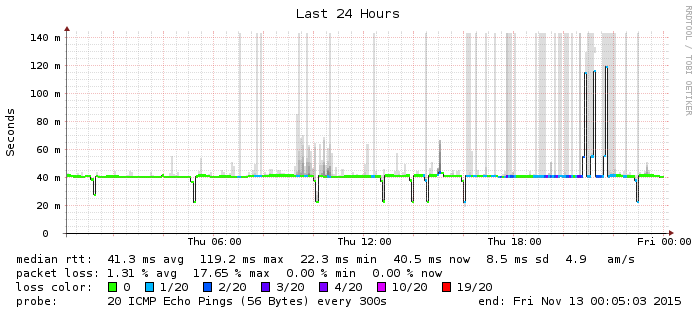 Last 24 Hours
RRDTOOL / TOBI OETIKER
Seconds
140 m
120 m
100 m
80 m
60 m
40 m
20 m
0
Thu 06:00 Thu 12:00 Thu 18:00 Fri 00:00
median rtt: 41.3 ms avg 119.2 ms max 22.3 ms min 40.5 ms now 8.5 ms sd 4.9 am/s
packet loss: 1.31 % avg 17.65 % max 0.00 % min 0.00 % now
loss color: 0 1/20 2/20 3/20 4/20 10/20 19/20
probe: 20 ICMP Echo Pings (56 Bytes) every 300s end: Fri Nov 13 00:05:03 2015